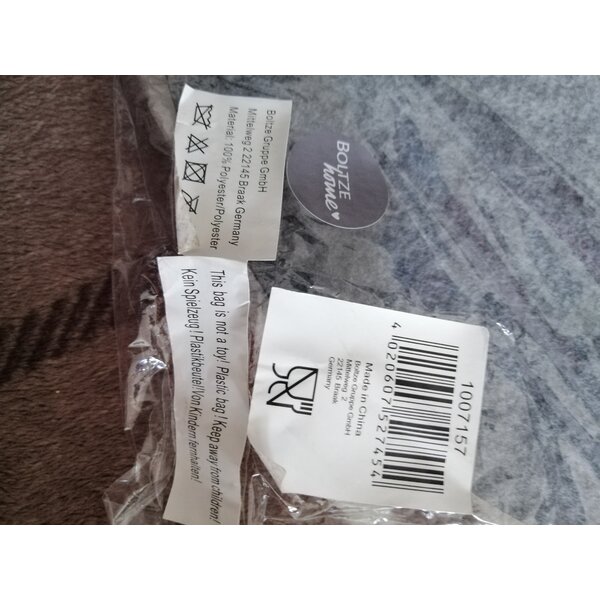 Boltze Gruppe GmbH
Mittelweg 2 22145 Braak Germany
Material: 100% Polyester/Polyester
BOLTZE
home
This bag is not a toy! Plastic bag ! Keep away from children!
Kein Spielzeug ! Plastikbeutel! Von Kindern fernhalten!
1007157
4 020607 527454
Made in China
Boltze Gruppe GmbH
Mittelweg 2
22145 Braak
Germany